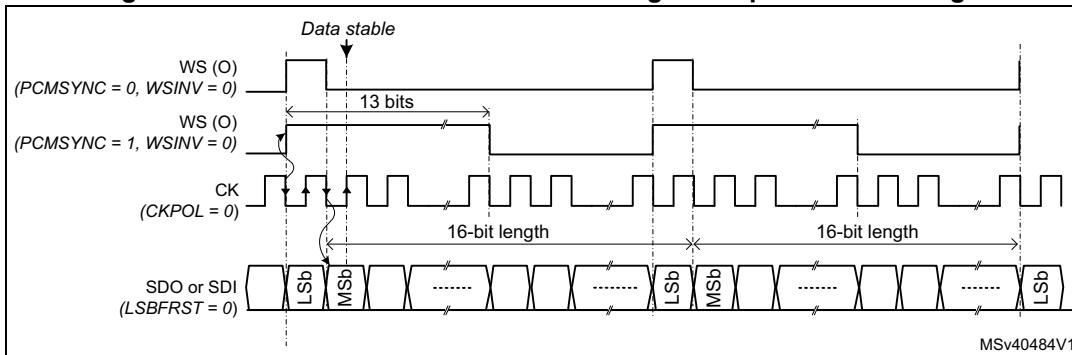 Data stable
WS (O)
(PCMSYNC = 0, WSINV = 0)
13 bits
WS (O)
(PCMSYNC = 1, WSINV = 0)
CK
(CKPOL = 0)
16-bit length
16-bit length
SDO or SDI
(LSBFRST = 0)
LSb
MSb
LSb
MSb
LSb
MSv40484V1